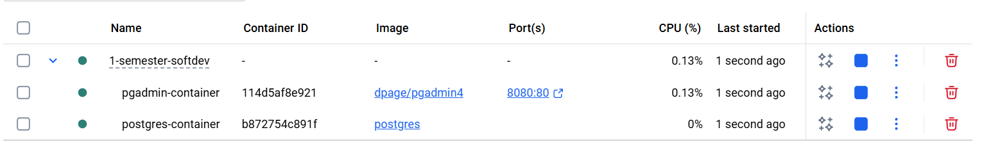 Name Container ID Image Port(s) CPU (%) Last started Actions
1-semester-softdev - - - 0.13% 1 second ago
pgadmin-container 114d5af8e921 dpage/pgadmin4 8080:80 0.13% 1 second ago
postgres-container b872754c891f postgres 0% 1 second ago